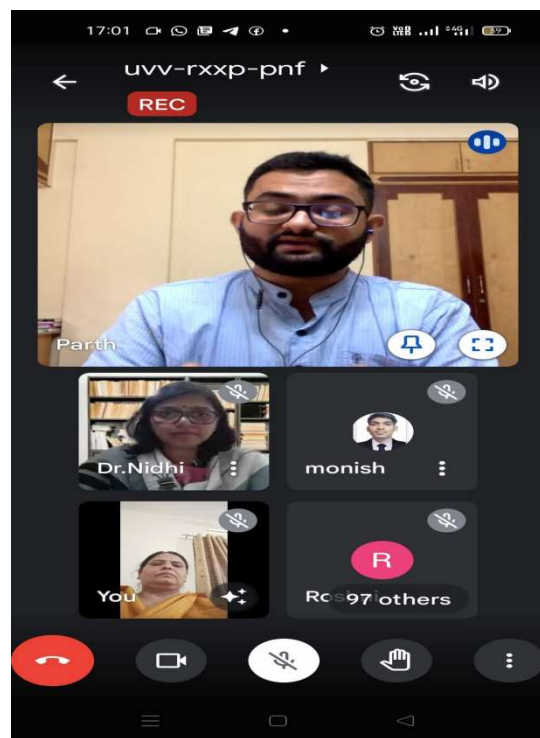 17:01
uvv-rxxp-pnf
REC
Parth
Dr.Nidhi
monish
You
R
97 others